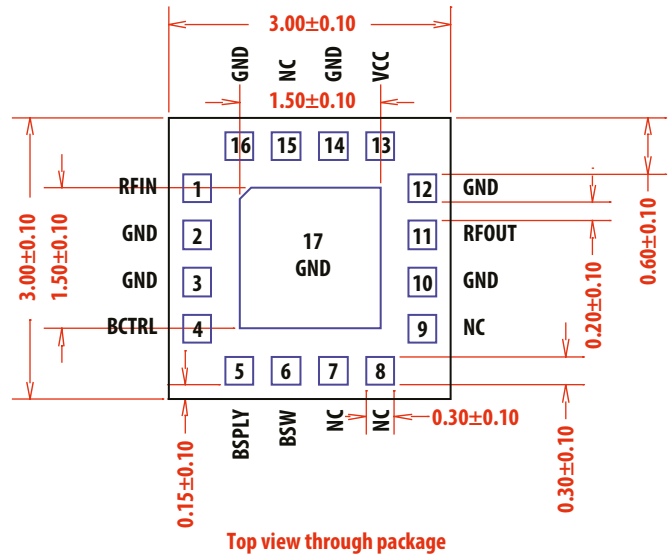 3.00±0.10
GND
NC
GND
VCC
1.50±0.10
16
15
14
13
RFIN
1
12
GND
GND
2
11
RFOUT
17
GND
GND
3
10
GND
BCTRL
4
9
NC
5
6
7
8
BSPLY
BSW
NC
NC
3.00±0.10
1.50±0.10
0.60±0.10
0.20±0.10
0.30±0.10
0.30±0.10
0.15±0.10
Top view through package